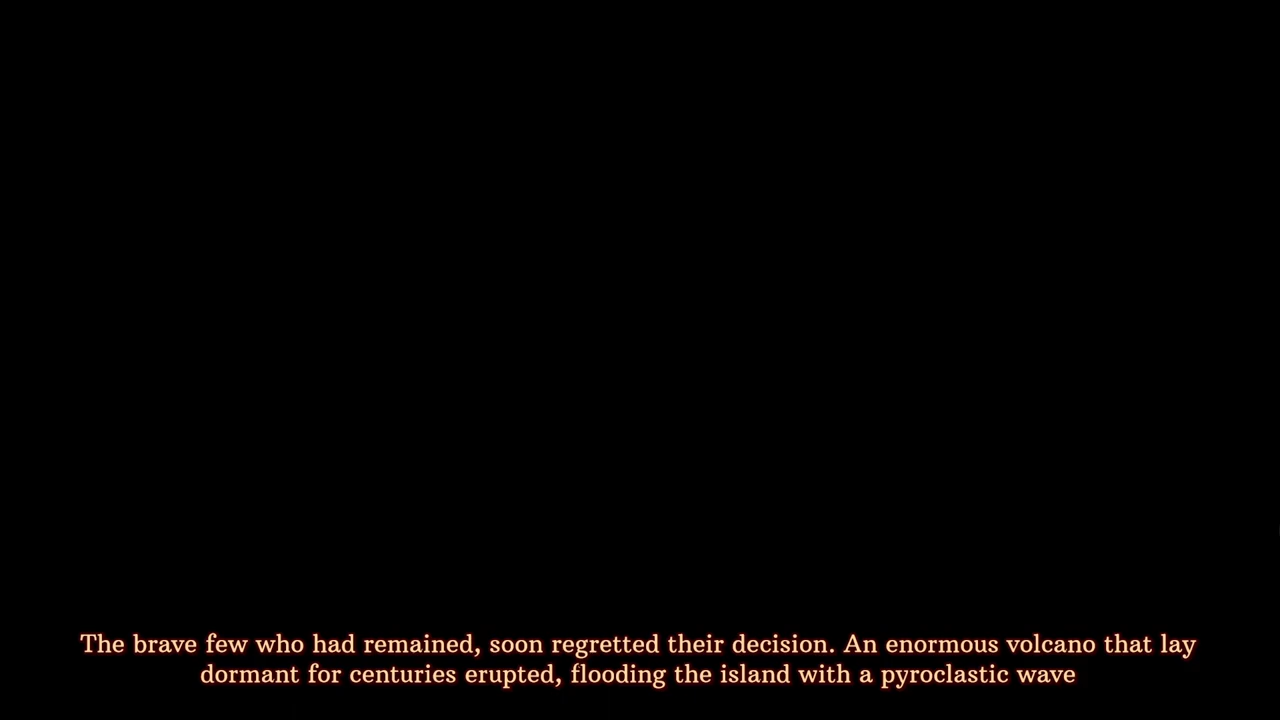 The brave few who had remained, soon regretted their decision. An enormous volcano that lay
dormant for centuries erupted, flooding the island with a pyroclastic wave